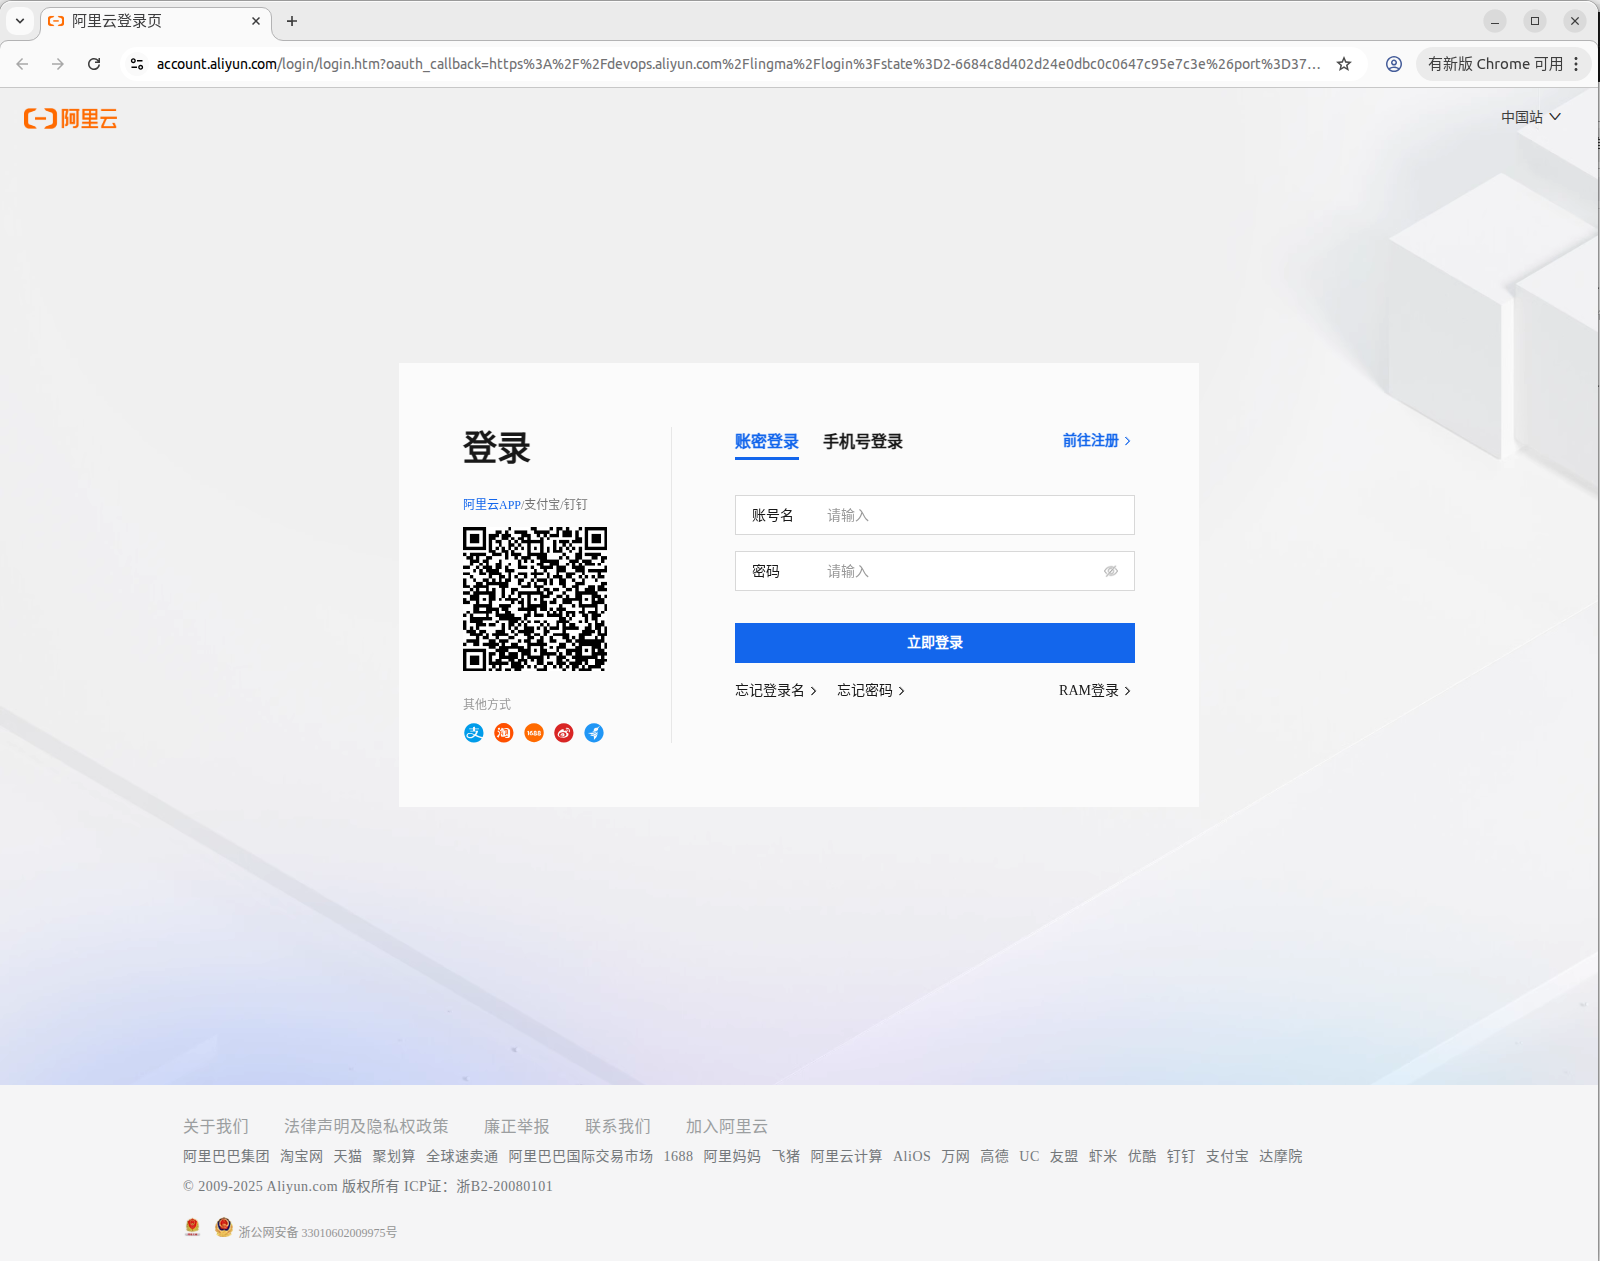 阿里云登录页
account.aliyun.com/login/login.htm?oauth_callback=https%3A%2F%2Fdevops.aliyun.com%2Flingma%2Flogin%3Fstate%3D2-6684c8d402d24e0dbc0c0647c95e7c3e%26port%3D37...
有新版 Chrome 可用
阿里云
中国站
登录
阿里云APP/支付宝/钉钉
其他方式
支 淘 1688
账密登录 手机号登录 前往注册
账号名 请输入
密码 请输入
立即登录
忘记登录名 忘记密码 RAM登录
关于我们 法律声明及隐私权政策 廉正举报 联系我们 加入阿里云
阿里巴巴集团 淘宝网 天猫 聚划算 全球速卖通 阿里巴巴国际交易市场 1688 阿里妈妈 飞猪 阿里云计算 AliOS 万网 高德 UC 友盟 虾米 优酷 钉钉 支付宝 达摩院
© 2009-2025 Aliyun.com 版权所有 ICP证：浙B2-20080101
浙公网安备 33010602009975号